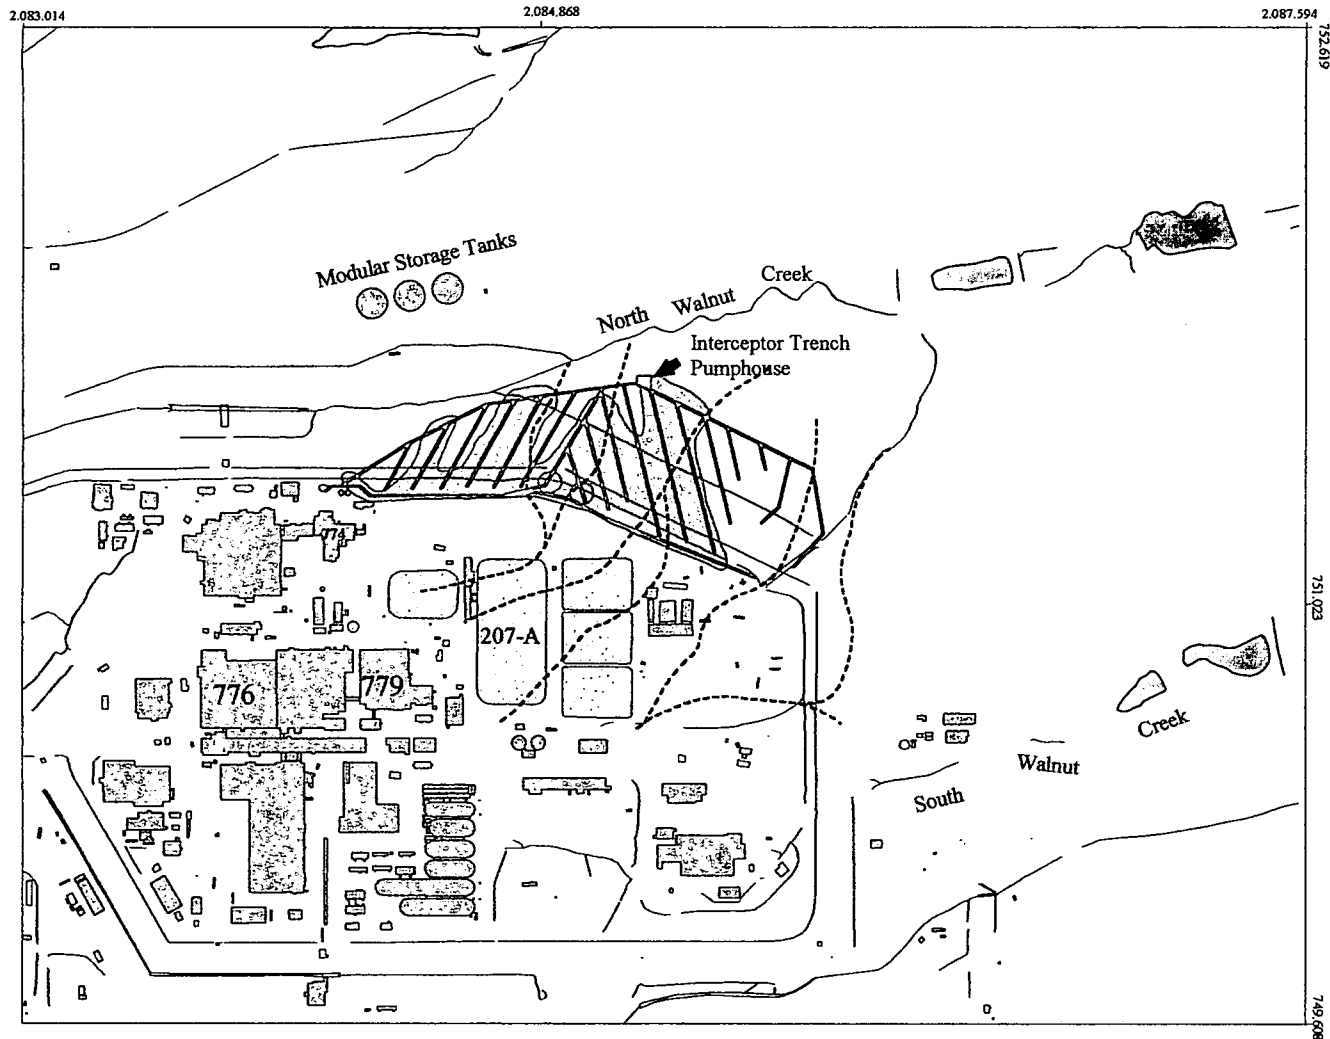 2.083.014
2,084.868
2.087.594
752.619
Modular Storage Tanks
North Walnut Creek
Interceptor Trench
Pumphouse
774
751.023
207-A
776
779
Creek
Walnut
South
749.608